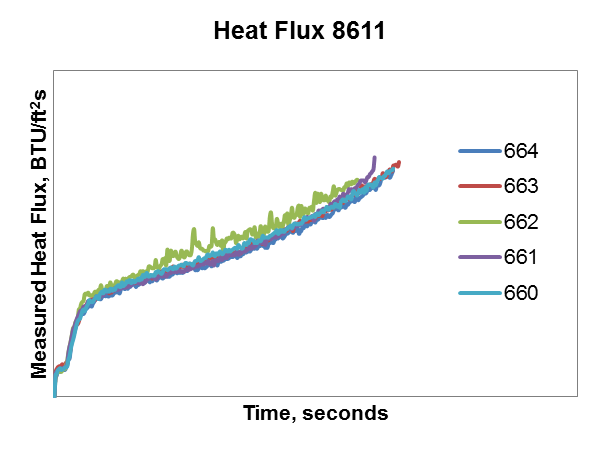 Heat Flux 8611
Measured Heat Flux, BTU/ft²s
664
663
662
661
660
Time, seconds